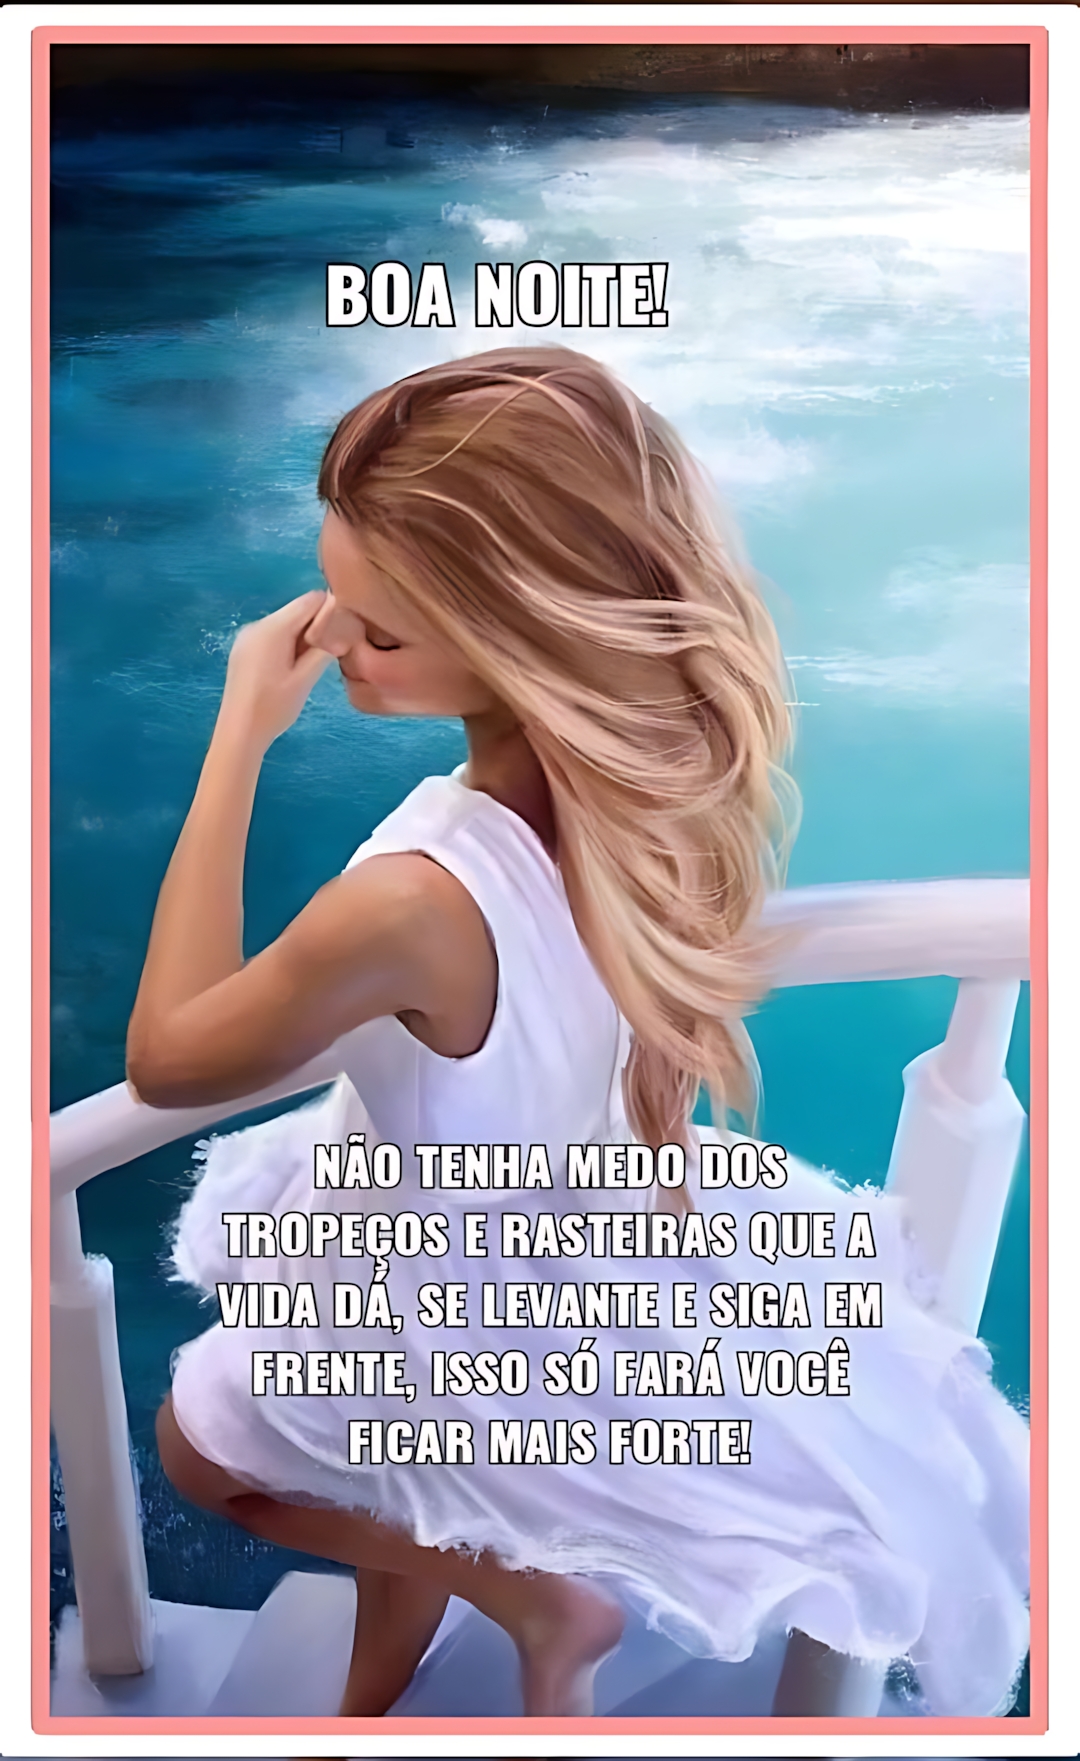 BOA NOITE!
NÃO TENHA MEDO DOS
TROPEÇOS E RASTEIRAS QUE A
VIDA DÁ, SE LEVANTE E SIGA EM
FRENTE, ISSO SÓ FARÁ VOCÊ
FICAR MAIS FORTE!